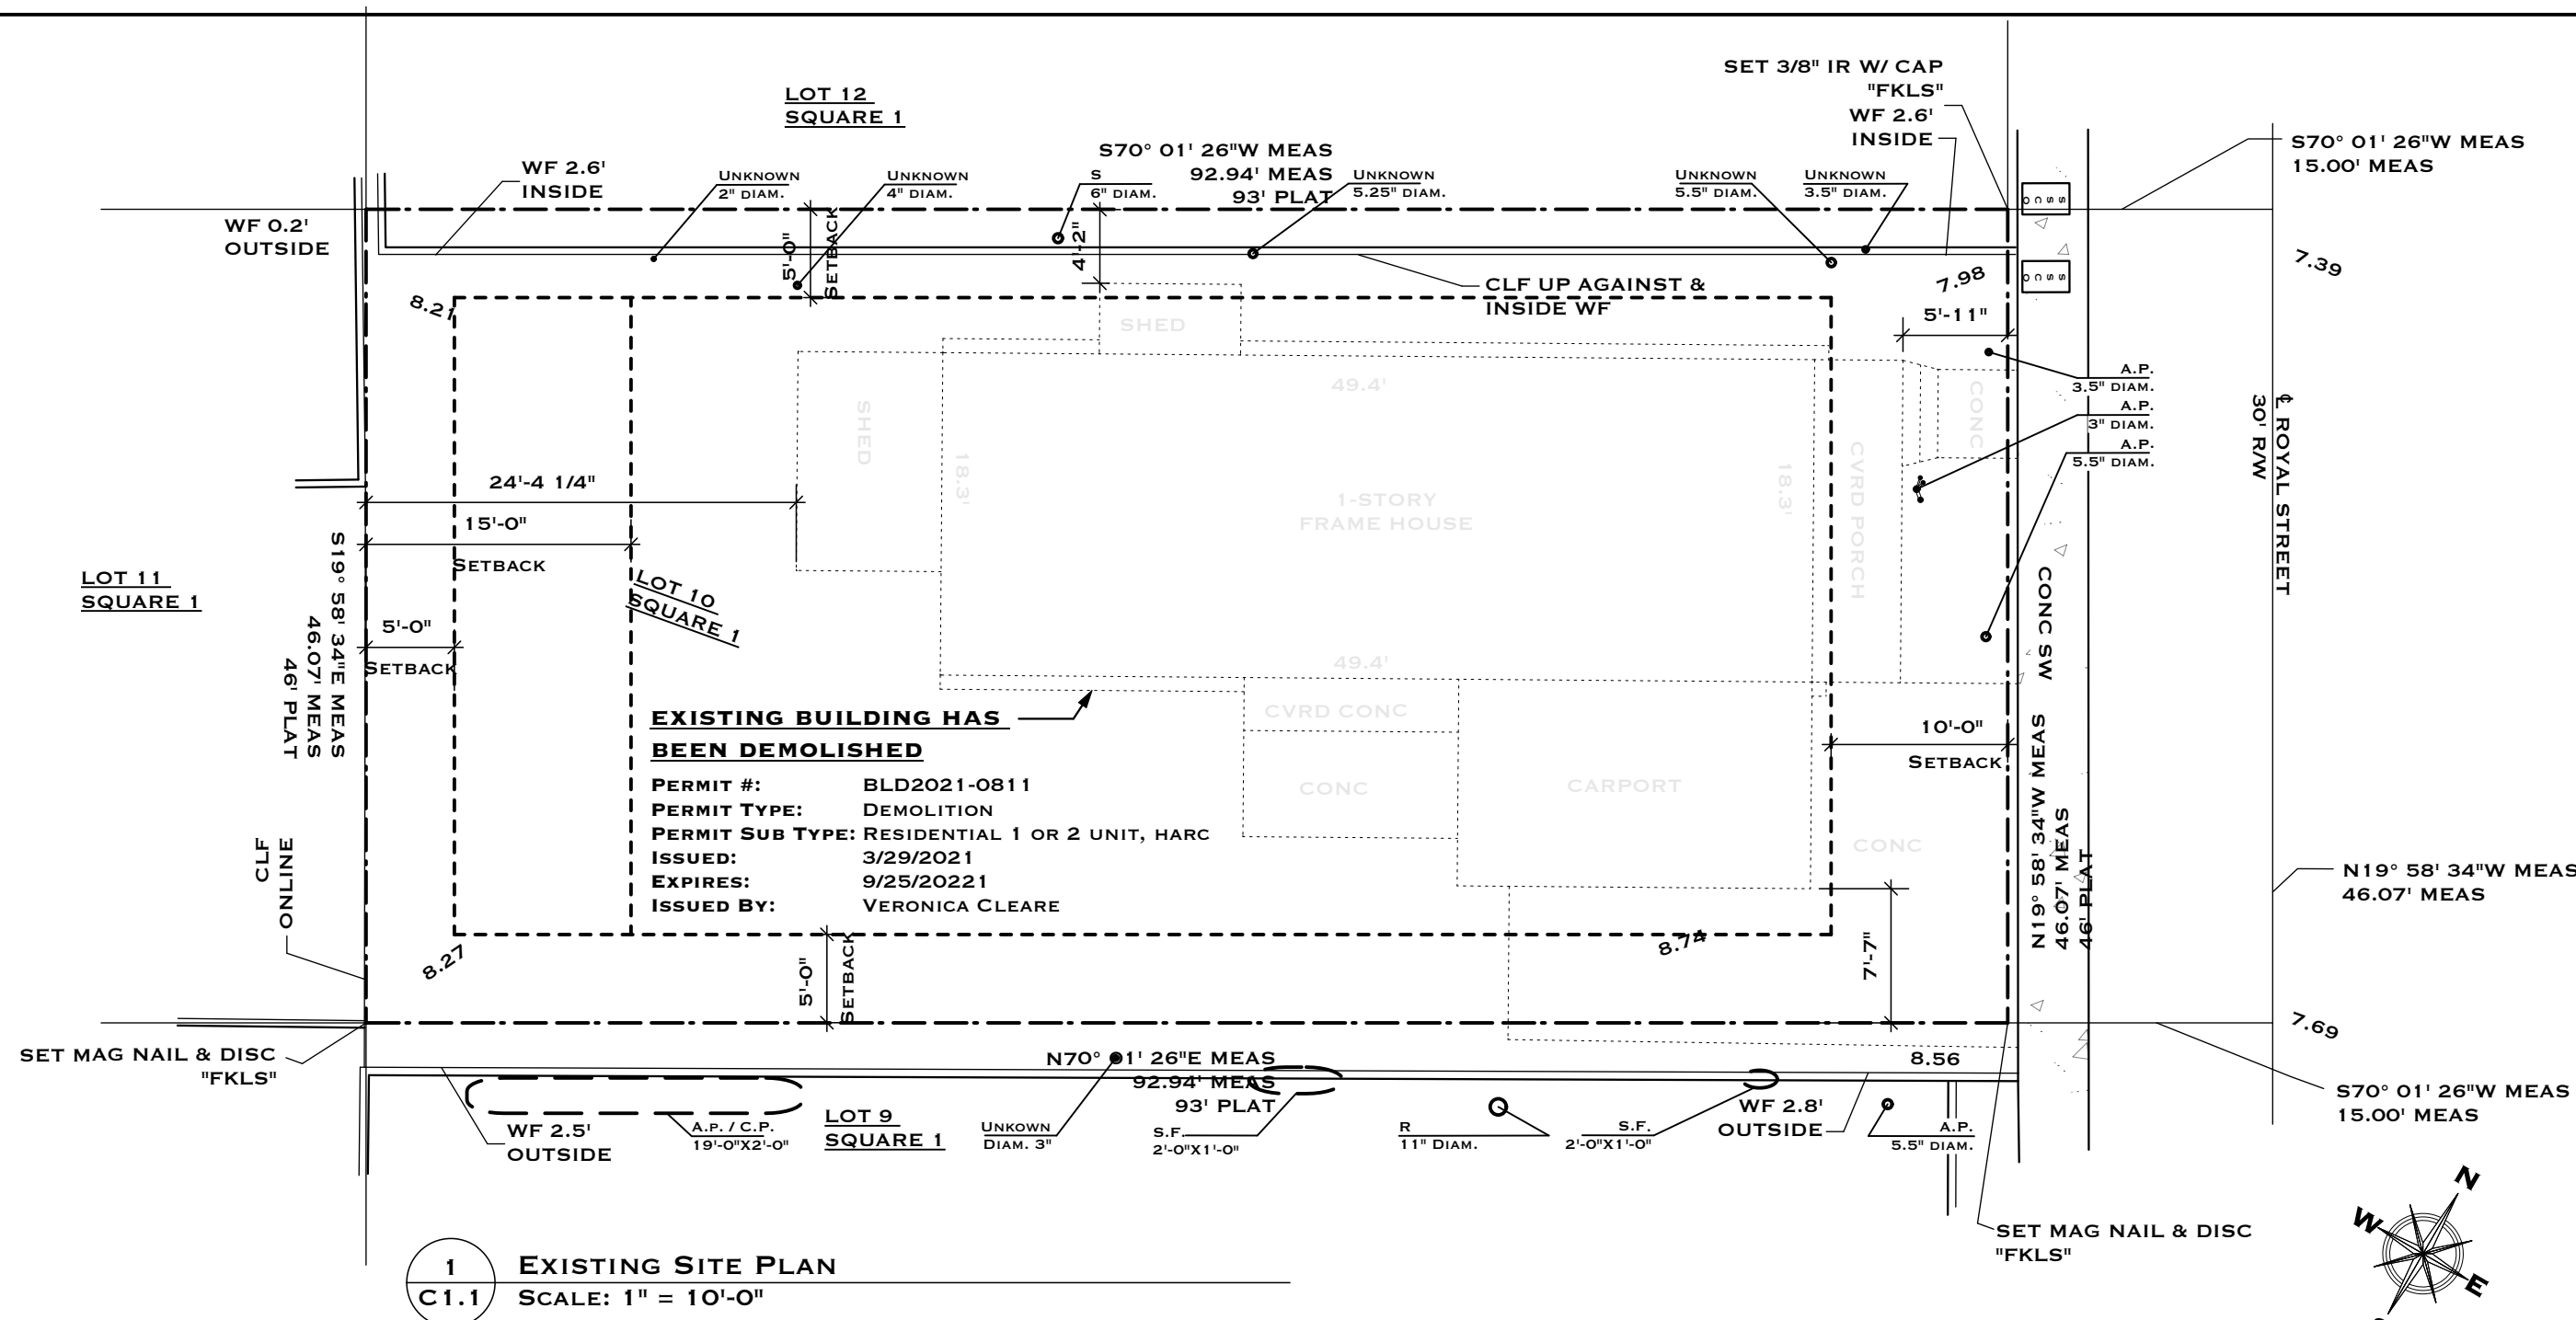 SET 3/8" IR W/ CAP
"FKLS"
WF 2.6'
INSIDE
LOT 12
SQUARE 1
S70° 01' 26"W MEAS
92.94' MEAS
93' PLAT
S70° 01' 26"W MEAS
15.00' MEAS
WF 2.6'
INSIDE
UNKNOWN
2" DIAM.
UNKNOWN
4" DIAM.
S
6" DIAM.
UNKNOWN
5.25" DIAM.
UNKNOWN
5.5" DIAM.
UNKNOWN
3.5" DIAM.
WF 0.2'
OUTSIDE
5'-0"
SETBACK
4'-2"
SSCO
SSCO
7.39
8.21
7.98
CLF UP AGAINST &
INSIDE WF
5'-11"
SHED
49.4'
A.P.
3.5" DIAM.
A.P.
3" DIAM.
A.P.
5.5" DIAM.
SHED
18.3'
18.3'
CVRD PORCH
CONC
℄ ROYAL STREET
30' R/W
24'-4 1/4"
15'-0"
SETBACK
1-STORY
FRAME HOUSE
LOT 11
SQUARE 1
S19° 58' 34"E MEAS
46.07' MEAS
46' PLAT
LOT 10
SQUARE 1
5'-0"
SETBACK
CONC SW
49.4'
EXISTING BUILDING HAS
BEEN DEMOLISHED
CVRD CONC
CONC
CARPORT
10'-0"
SETBACK
PERMIT #: BLD2021-0811
PERMIT TYPE: DEMOLITION
PERMIT SUB TYPE: RESIDENTIAL 1 OR 2 UNIT, HARC
ISSUED: 3/29/2021
EXPIRES: 9/25/20221
ISSUED BY: VERONICA CLEARE
CONC
N19° 58' 34"W MEAS
46.07' MEAS
46' PLAT
N19° 58' 34"W MEAS
46.07' MEAS
CLF
ONLINE
8.27
5'-0"
SETBACK
8.74
7'-7"
7.69
SET MAG NAIL & DISC
"FKLS"
N70° 01' 26"E MEAS
92.94' MEAS
93' PLAT
8.56
S70° 01' 26"W MEAS
15.00' MEAS
WF 2.5'
OUTSIDE
A.P. / C.P.
19'-0"X2'-0"
LOT 9
SQUARE 1
UNKOWN
DIAM. 3"
S.F.
2'-0"X1'-0"
R
11" DIAM.
S.F.
2'-0"X1'-0"
WF 2.8'
OUTSIDE
A.P.
5.5" DIAM.
SET MAG NAIL & DISC
"FKLS"
N
W
E
1
C1.1
EXISTING SITE PLAN
SCALE: 1" = 10'-0"